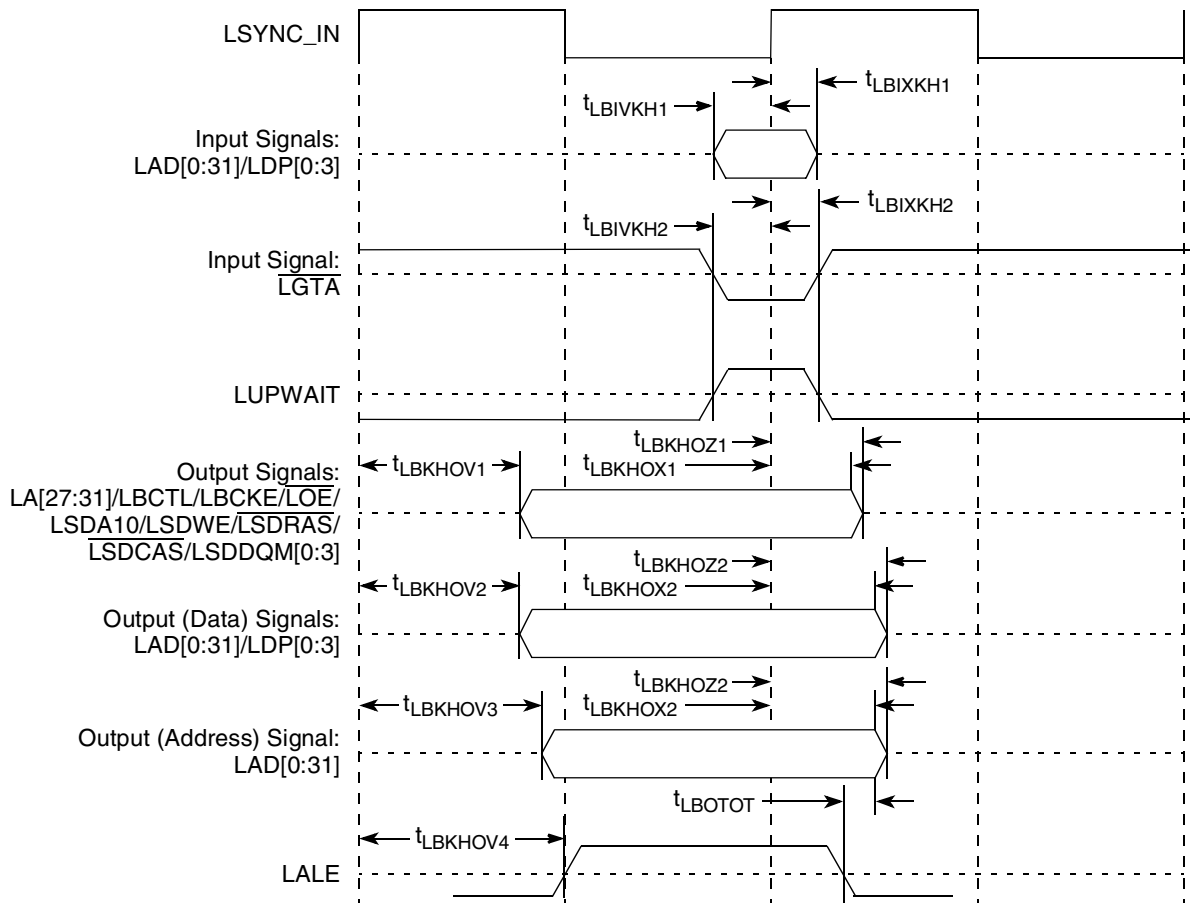 LSYNC_IN
tLBIXKH1
tLBIVKH1
Input Signals:
LAD[0:31]/LDP[0:3]
tLBIXKH2
tLBIVKH2
Input Signal:
LGTA
LUPWAIT
tLBKHOZ1
tLBKHOV1
tLBKHOX1
Output Signals:
LA[27:31]/LBCTL/LBCKE/LOE/
LSDA10/LSDWE/LSDRAS/
LSDCAS/LSDDQM[0:3]
tLBKHOZ2
tLBKHOV2
tLBKHOX2
Output (Data) Signals:
LAD[0:31]/LDP[0:3]
tLBKHOZ2
tLBKHOV3
tLBKHOX2
Output (Address) Signal:
LAD[0:31]
tLBOTOT
tLBKHOV4
LALE